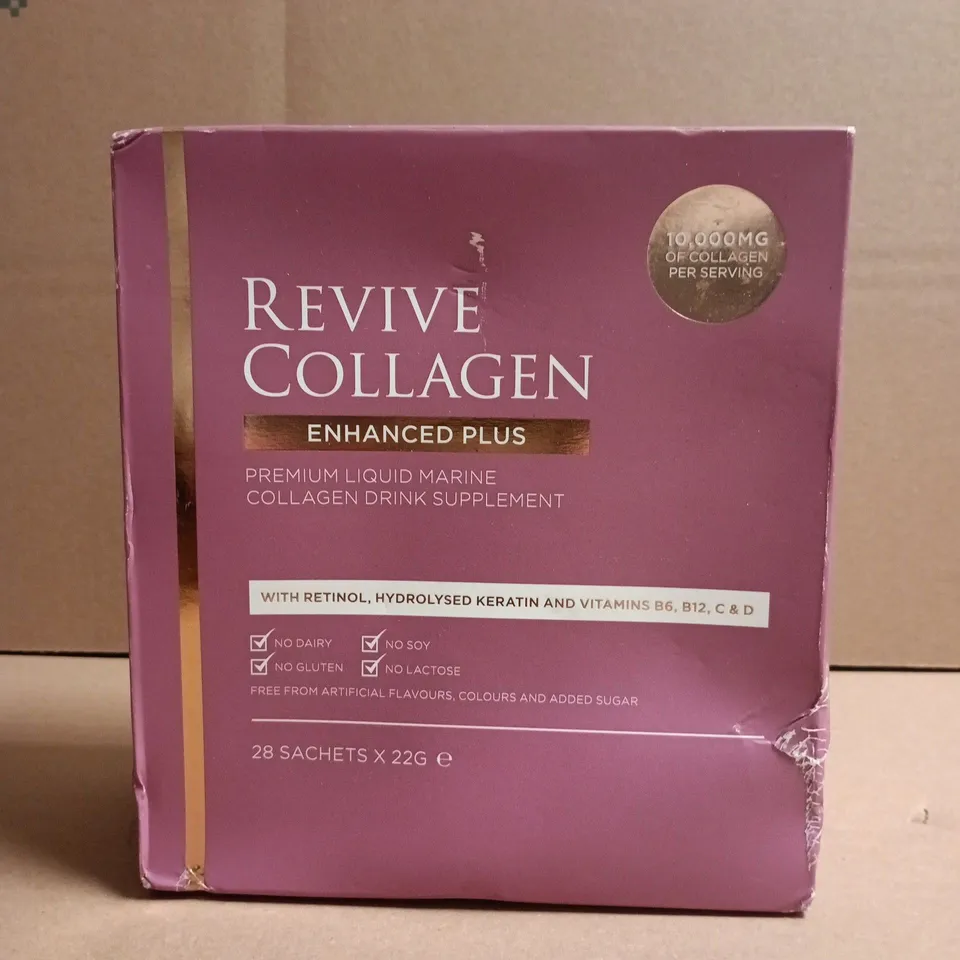 10,000MG
OF COLLAGEN
PER SERVING
REVIVE
COLLAGEN
ENHANCED PLUS
PREMIUM LIQUID MARINE
COLLAGEN DRINK SUPPLEMENT
WITH RETINOL, HYDROLYSED KERATIN AND VITAMINS B6, B12, C & D
NO DAIRY NO SOY
NO GLUTEN NO LACTOSE
FREE FROM ARTIFICIAL FLAVOURS, COLOURS AND ADDED SUGAR
28 SACHETS X 22G ℮